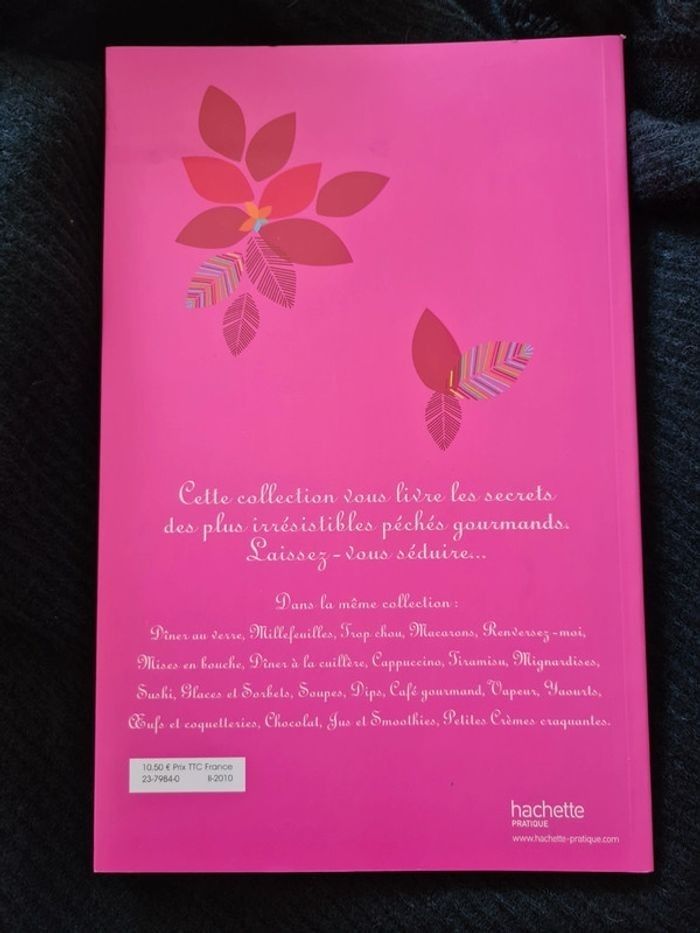 Cette collection vous livre les secrets
des plus irrésistibles péchés gourmands.
Laissez-vous séduire...
Dans la même collection :
Dîner au verre, Millefeuilles, Trop chou, Macarons, Renversez-moi,
Mises en bouche, Dîner à la cuillère, Cappuccino, Tiramisu, Mignardises,
Sushi, Glaces et Sorbets, Soupes, Dips, Café gourmand, Vapeur, Yaourts,
Œufs et coquetteries, Chocolat, Jus et Smoothies, Petites Crèmes craquantes.
10.50 € Prix TTC France
23-7984-0 II-2010
hachette
PRATIQUE
www.hachette-pratique.com